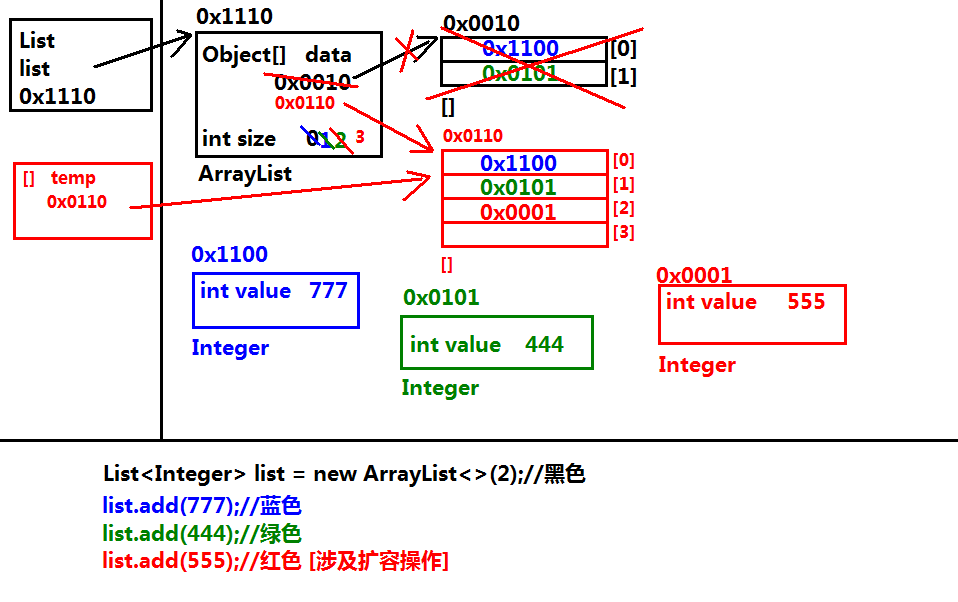 List
list
0x1110
0x1110
Object[] data
0x0010
0x0110
int size 0 1 2 3
ArrayList
0x0010
0x1100 [0]
0x0101 [1]
[]
0x0110
0x1100 [0]
0x0101 [1]
0x0001 [2]
[3]
[]
[] temp
0x0110
0x1100
int value 777
Integer
0x0101
int value 444
Integer
0x0001
int value 555
Integer
List<Integer> list = new ArrayList<>(2);//黑色
list.add(777);//蓝色
list.add(444);//绿色
list.add(555);//红色 [涉及扩容操作]